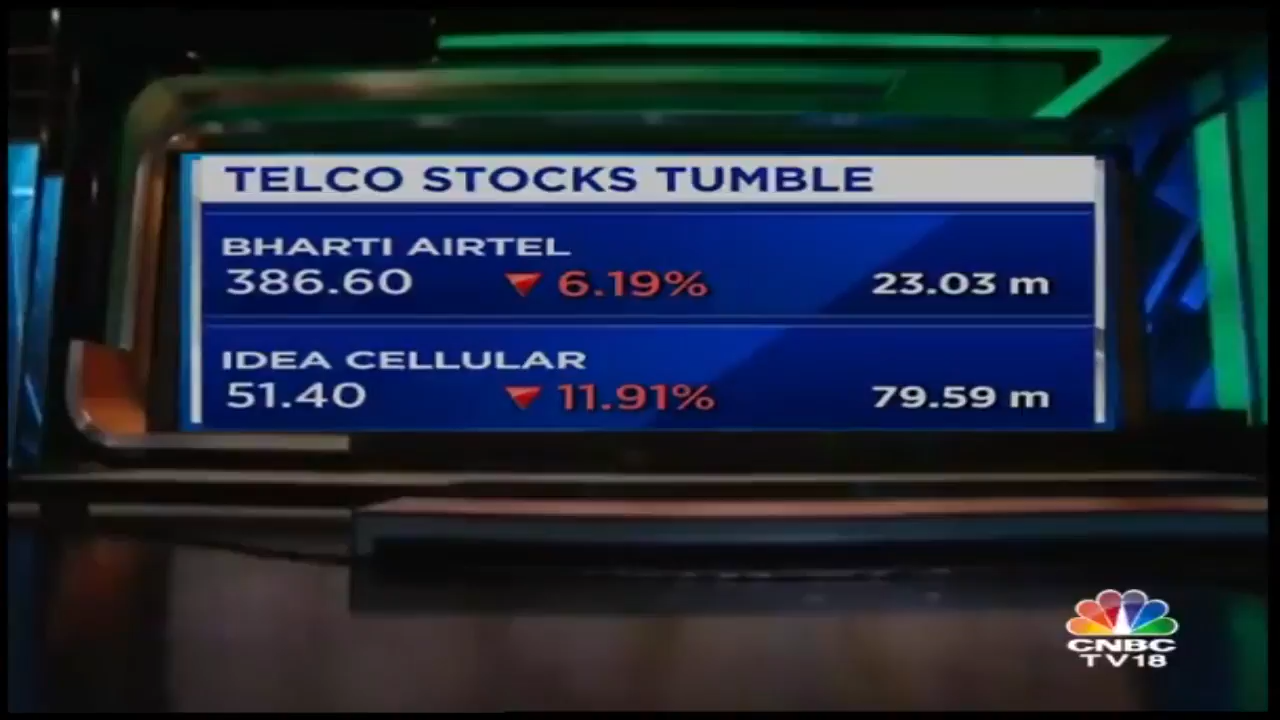 TELCO STOCKS TUMBLE
BHARTI AIRTEL
386.60 ▼ 6.19% 23.03 m
IDEA CELLULAR
51.40 ▼ 11.91% 79.59 m
CNBC
TV18